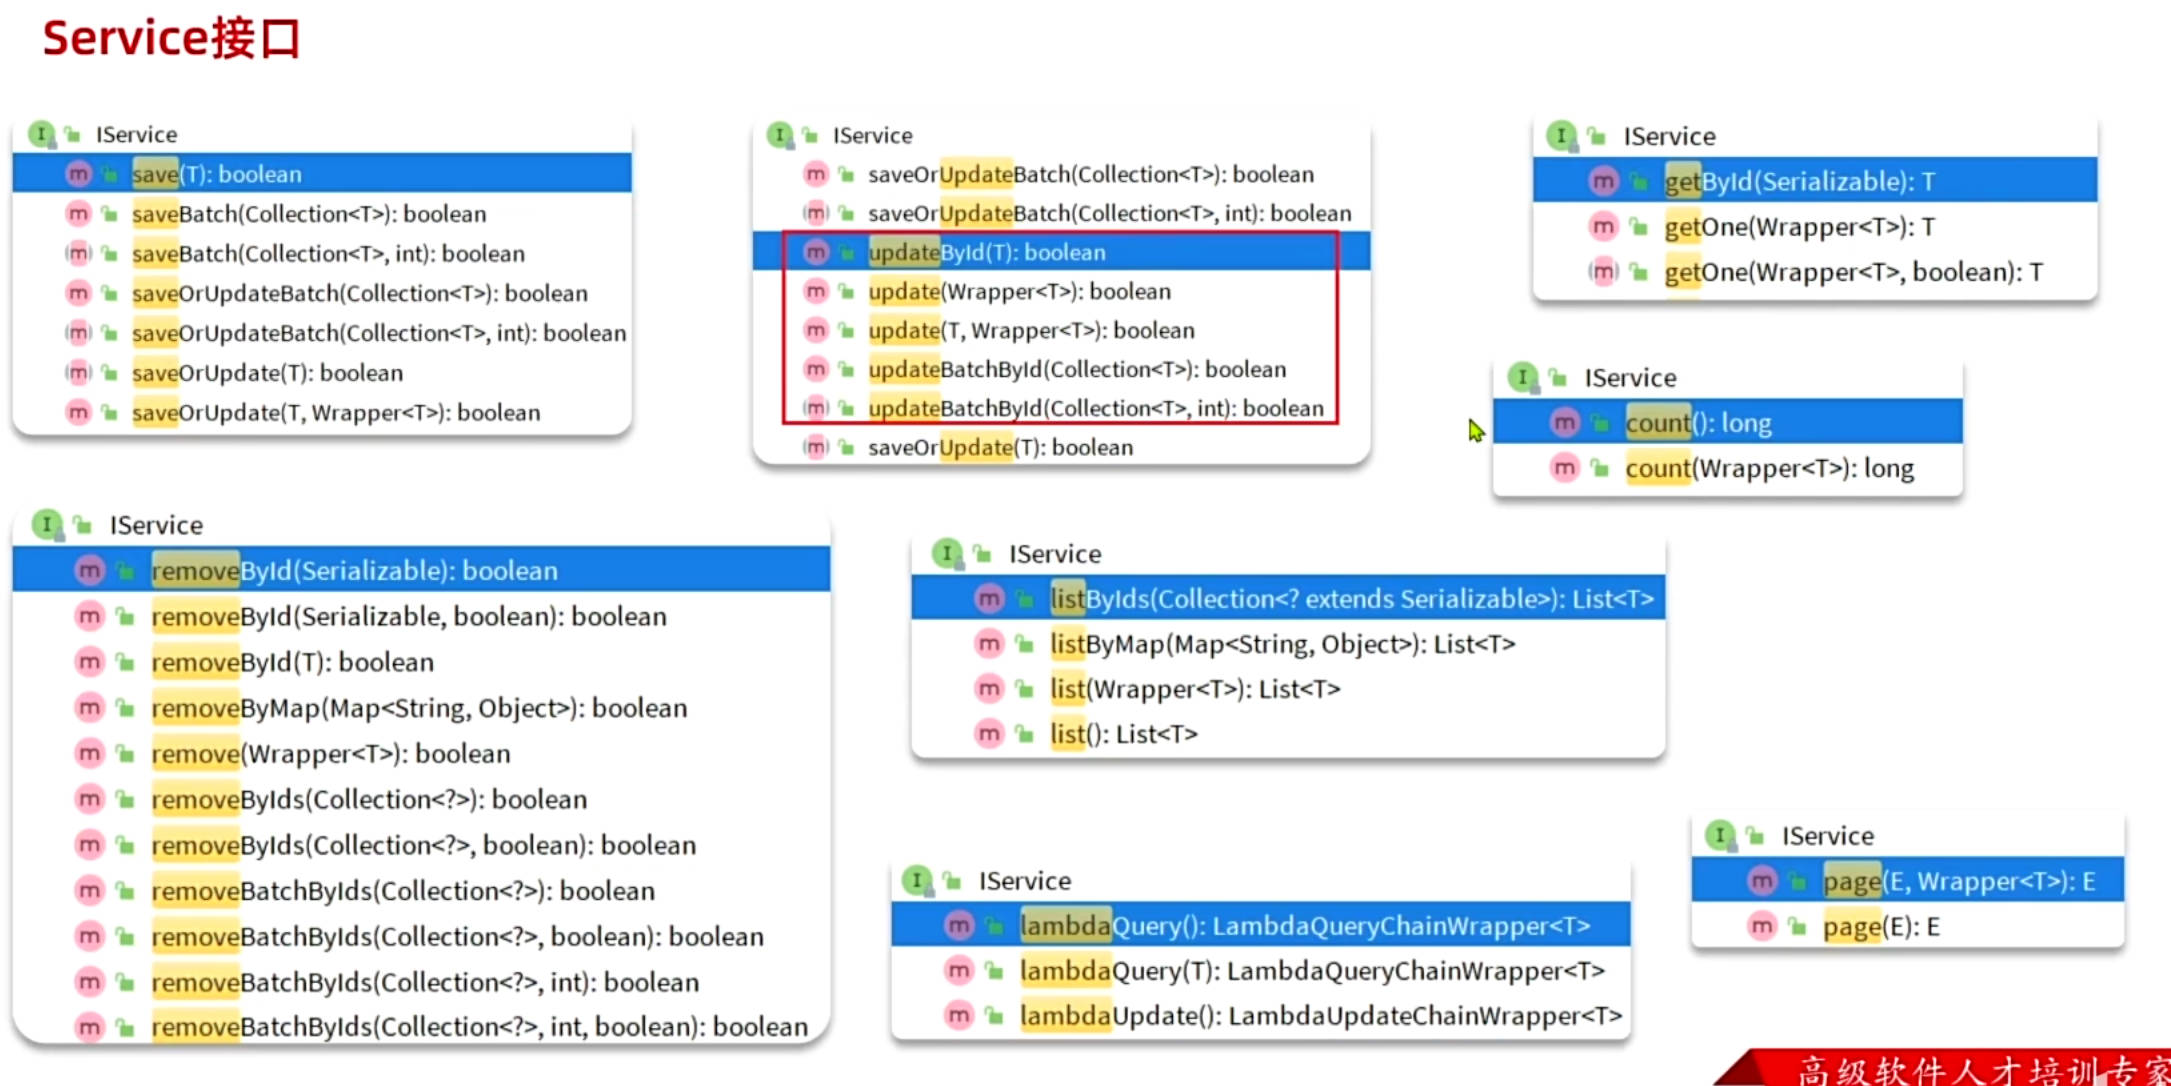 Service接口
IService
save(T): boolean
saveBatch(Collection<T>): boolean
saveBatch(Collection<T>, int): boolean
saveOrUpdateBatch(Collection<T>): boolean
saveOrUpdateBatch(Collection<T>, int): boolean
saveOrUpdate(T): boolean
saveOrUpdate(T, Wrapper<T>): boolean
IService
saveOrUpdateBatch(Collection<T>): boolean
saveOrUpdateBatch(Collection<T>, int): boolean
updateById(T): boolean
update(Wrapper<T>): boolean
update(T, Wrapper<T>): boolean
updateBatchById(Collection<T>): boolean
updateBatchById(Collection<T>, int): boolean
saveOrUpdate(T): boolean
IService
getById(Serializable): T
getOne(Wrapper<T>): T
getOne(Wrapper<T>, boolean): T
IService
count(): long
count(Wrapper<T>): long
IService
removeById(Serializable): boolean
removeById(Serializable, boolean): boolean
removeById(T): boolean
removeByMap(Map<String, Object>): boolean
remove(Wrapper<T>): boolean
removeByIds(Collection<?>): boolean
removeByIds(Collection<?>, boolean): boolean
removeBatchByIds(Collection<?>): boolean
removeBatchByIds(Collection<?>, boolean): boolean
removeBatchByIds(Collection<?>, int): boolean
removeBatchByIds(Collection<?>, int, boolean): boolean
IService
listByIds(Collection<? extends Serializable>): List<T>
listByMap(Map<String, Object>): List<T>
list(Wrapper<T>): List<T>
list(): List<T>
IService
lambdaQuery(): LambdaQueryChainWrapper<T>
lambdaQuery(T): LambdaQueryChainWrapper<T>
lambdaUpdate(): LambdaUpdateChainWrapper<T>
IService
page(E, Wrapper<T>): E
page(E): E
高级软件人才培训专家